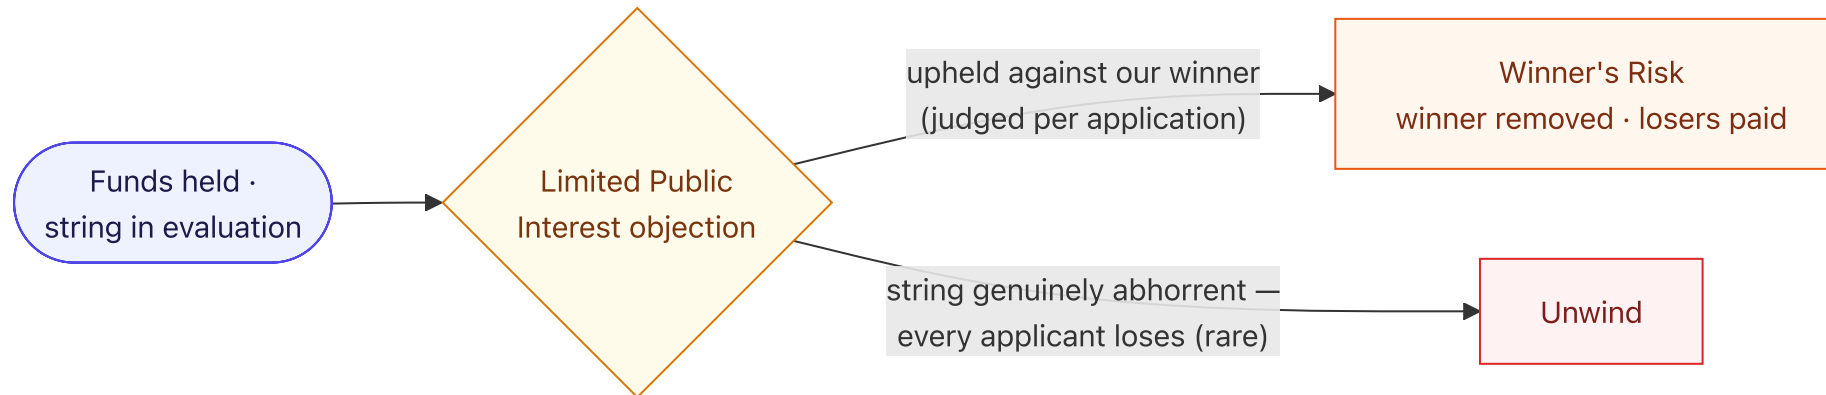 Funds held ·
string in evaluation
Limited Public
Interest objection
upheld against our winner
(judged per application)
Winner's Risk
winner removed · losers paid
string genuinely abhorrent —
every applicant loses (rare)
Unwind